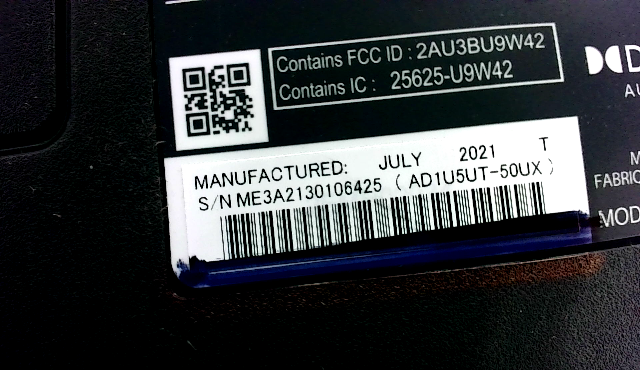 Contains FCC ID : 2AU3BU9W42
Contains IC : 25625-U9W42
MANUFACTURED: JULY 2021 T
S/N ME3A2130106425 ( AD1U5UT-50UX )